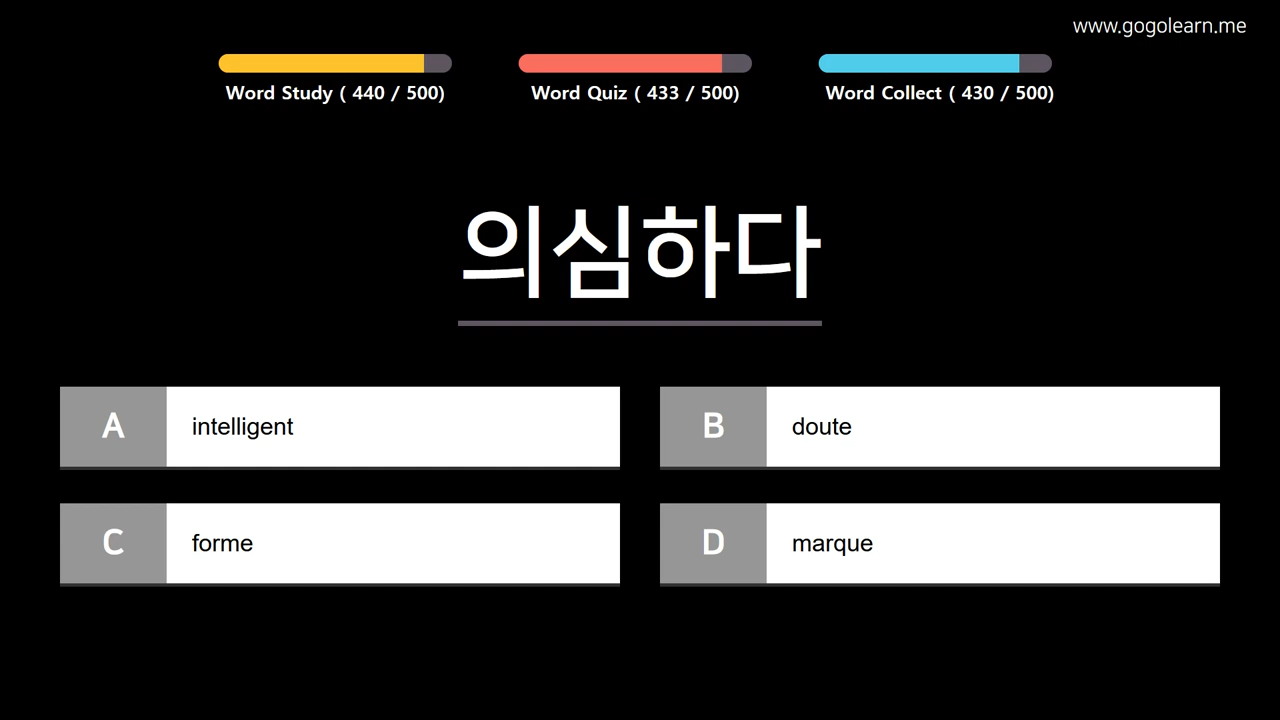 www.gogolearn.me
Word Study ( 440 / 500)
Word Quiz ( 433 / 500)
Word Collect ( 430 / 500)
의심하다
A intelligent
B doute
C forme
D marque